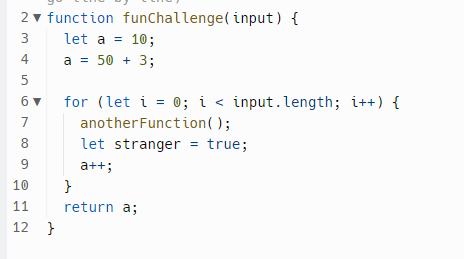 2 function funChallenge(input) {
3 let a = 10;
4 a = 50 + 3;
5
6 for (let i = 0; i < input.length; i++) {
7 anotherFunction();
8 let stranger = true;
9 a++;
10 }
11 return a;
12 }